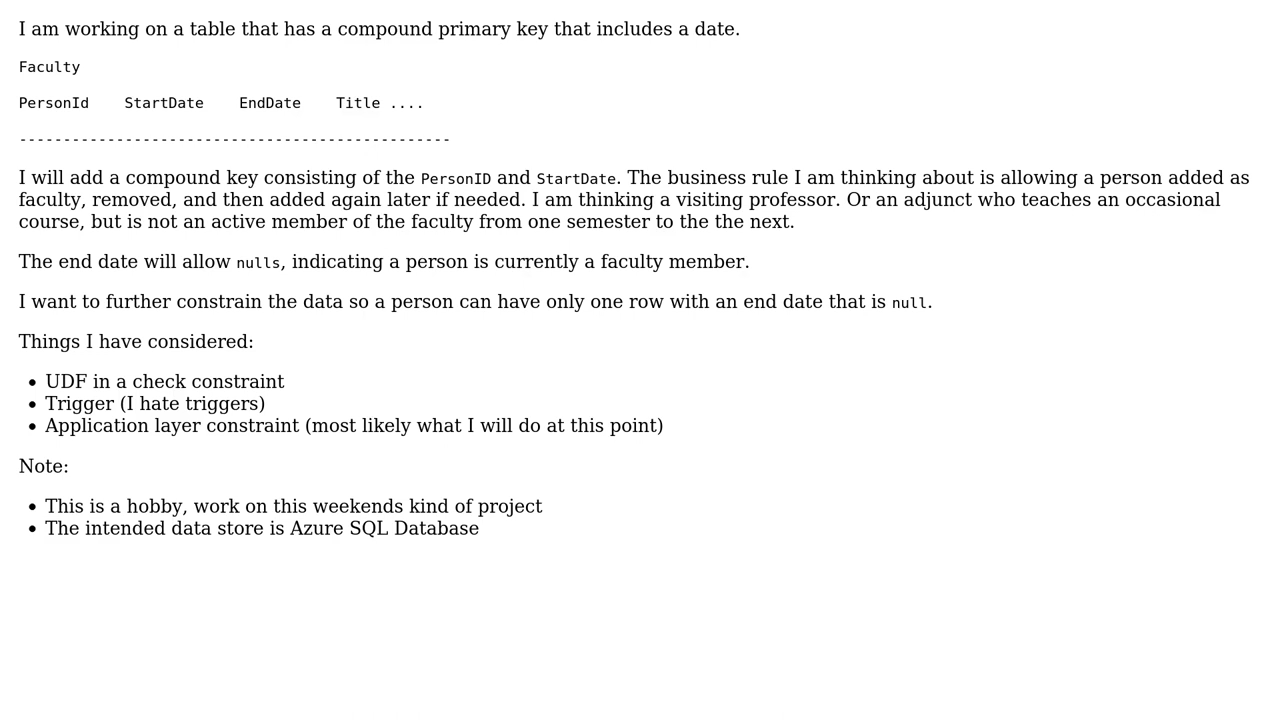 I am working on a table that has a compound primary key that includes a date.
Faculty
PersonId    StartDate    EndDate    Title ....
-------------------------------------------------
I will add a compound key consisting of the PersonID and StartDate. The business rule I am thinking about is allowing a person added as
faculty, removed, and then added again later if needed. I am thinking a visiting professor. Or an adjunct who teaches an occasional
course, but is not an active member of the faculty from one semester to the the next.
The end date will allow nulls, indicating a person is currently a faculty member.
I want to further constrain the data so a person can have only one row with an end date that is null.
Things I have considered:
• UDF in a check constraint
• Trigger (I hate triggers)
• Application layer constraint (most likely what I will do at this point)
Note:
• This is a hobby, work on this weekends kind of project
• The intended data store is Azure SQL Database